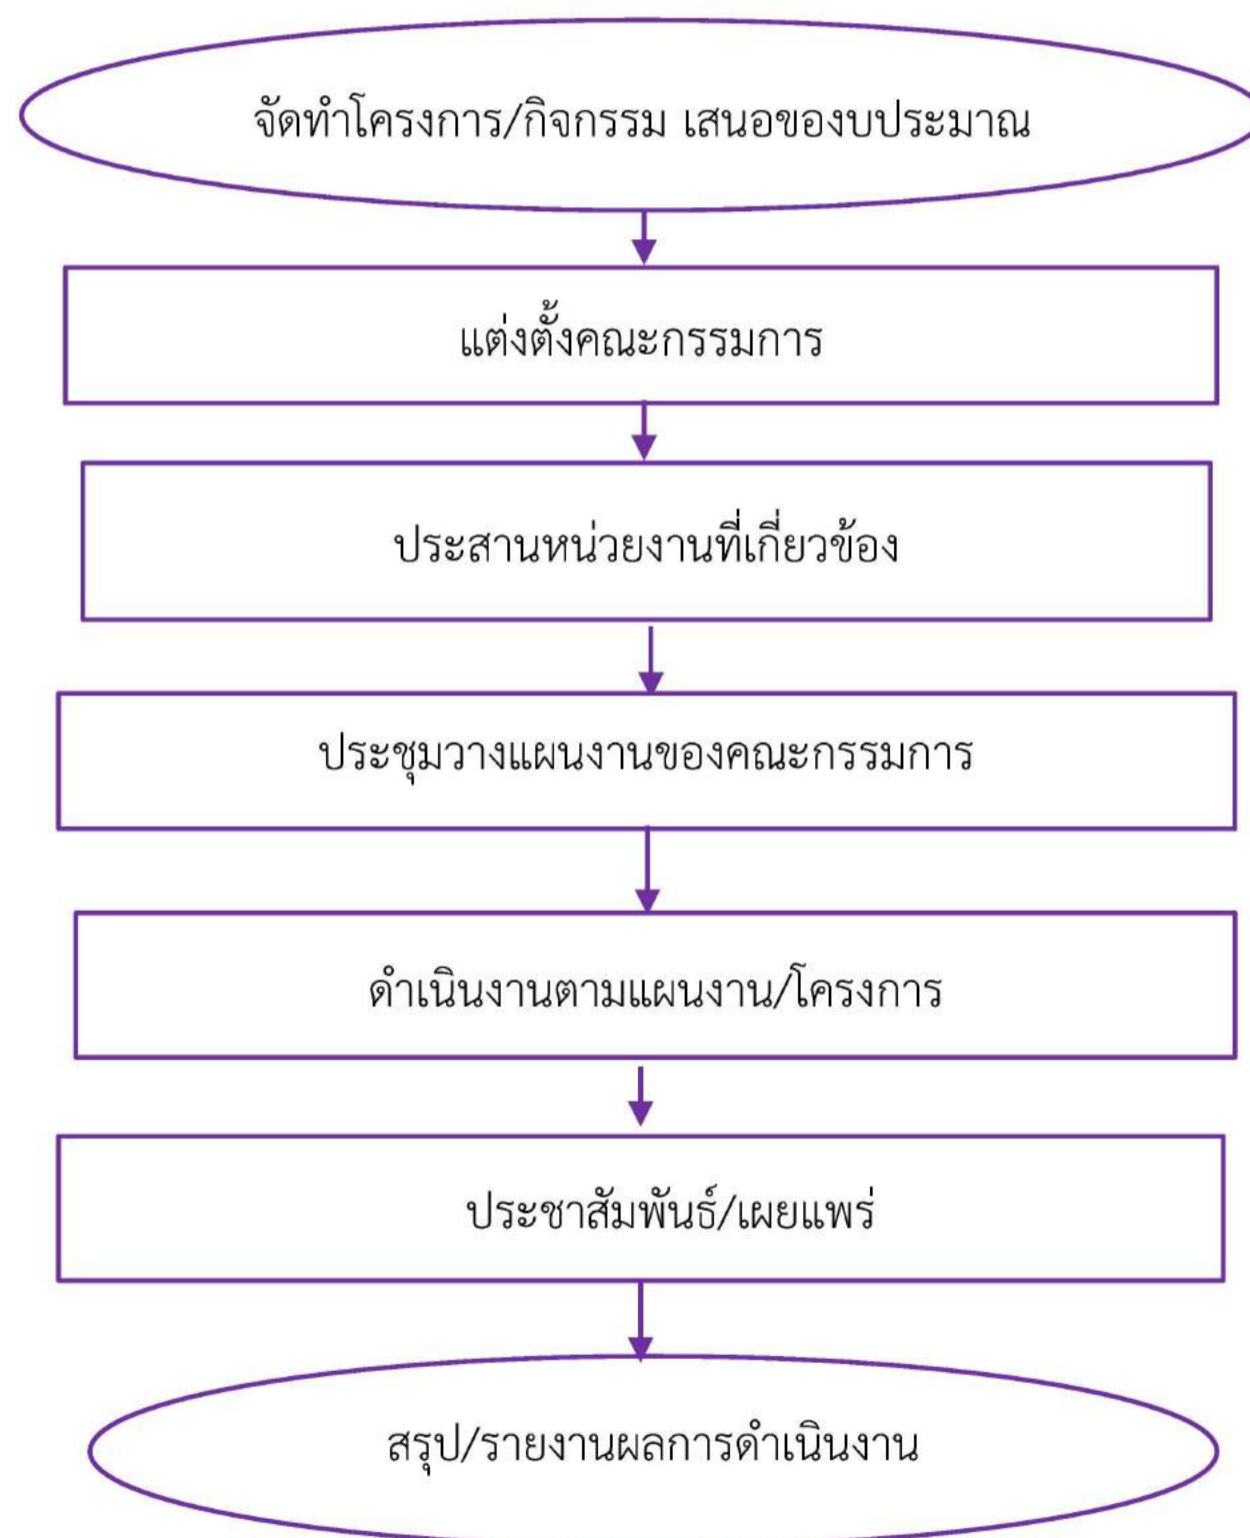 จัดทำโครงการ/กิจกรรม เสนอของบประมาณ
แต่งตั้งคณะกรรมการ
ประสานหน่วยงานที่เกี่ยวข้อง
ประชุมวางแผนงานของคณะกรรมการ
ดำเนินงานตามแผนงาน/โครงการ
ประชาสัมพันธ์/เผยแพร่
สรุป/รายงานผลการดำเนินงาน